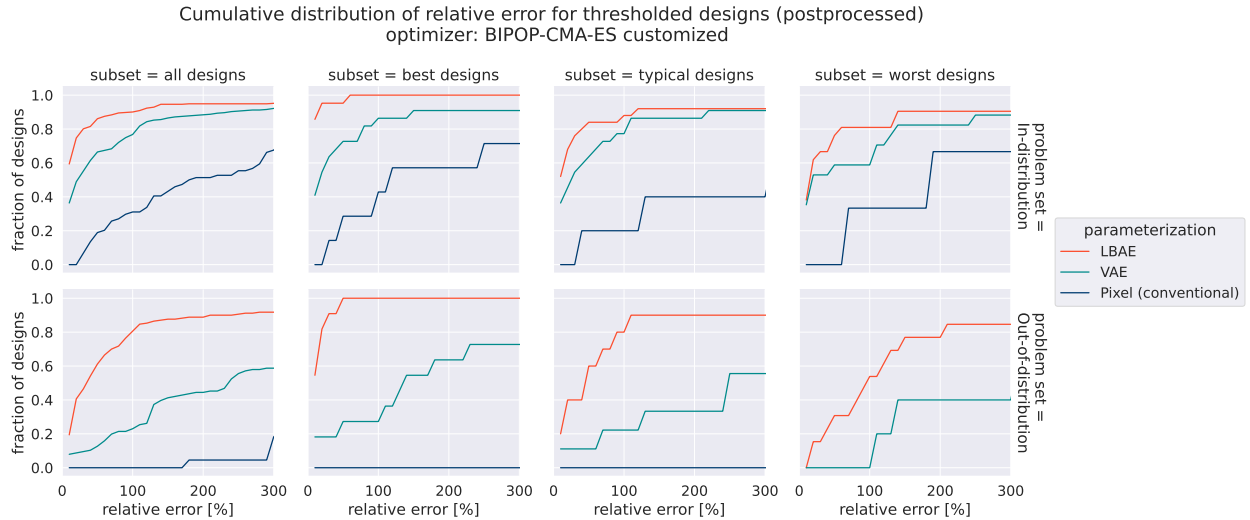 Cumulative distribution of relative error for thresholded designs (postprocessed)
optimizer: BIPOP-CMA-ES customized
subset = all designs
subset = best designs
subset = typical designs
subset = worst designs
fraction of designs
1.0
0.8
0.6
0.4
0.2
0.0
problem set =
In-distribution
parameterization
LBAE
VAE
Pixel (conventional)
fraction of designs
1.0
0.8
0.6
0.4
0.2
0.0
problem set =
Out-of-distribution
0 100 200 300
0 100 200 300
0 100 200 300
0 100 200 300
relative error [%]
relative error [%]
relative error [%]
relative error [%]